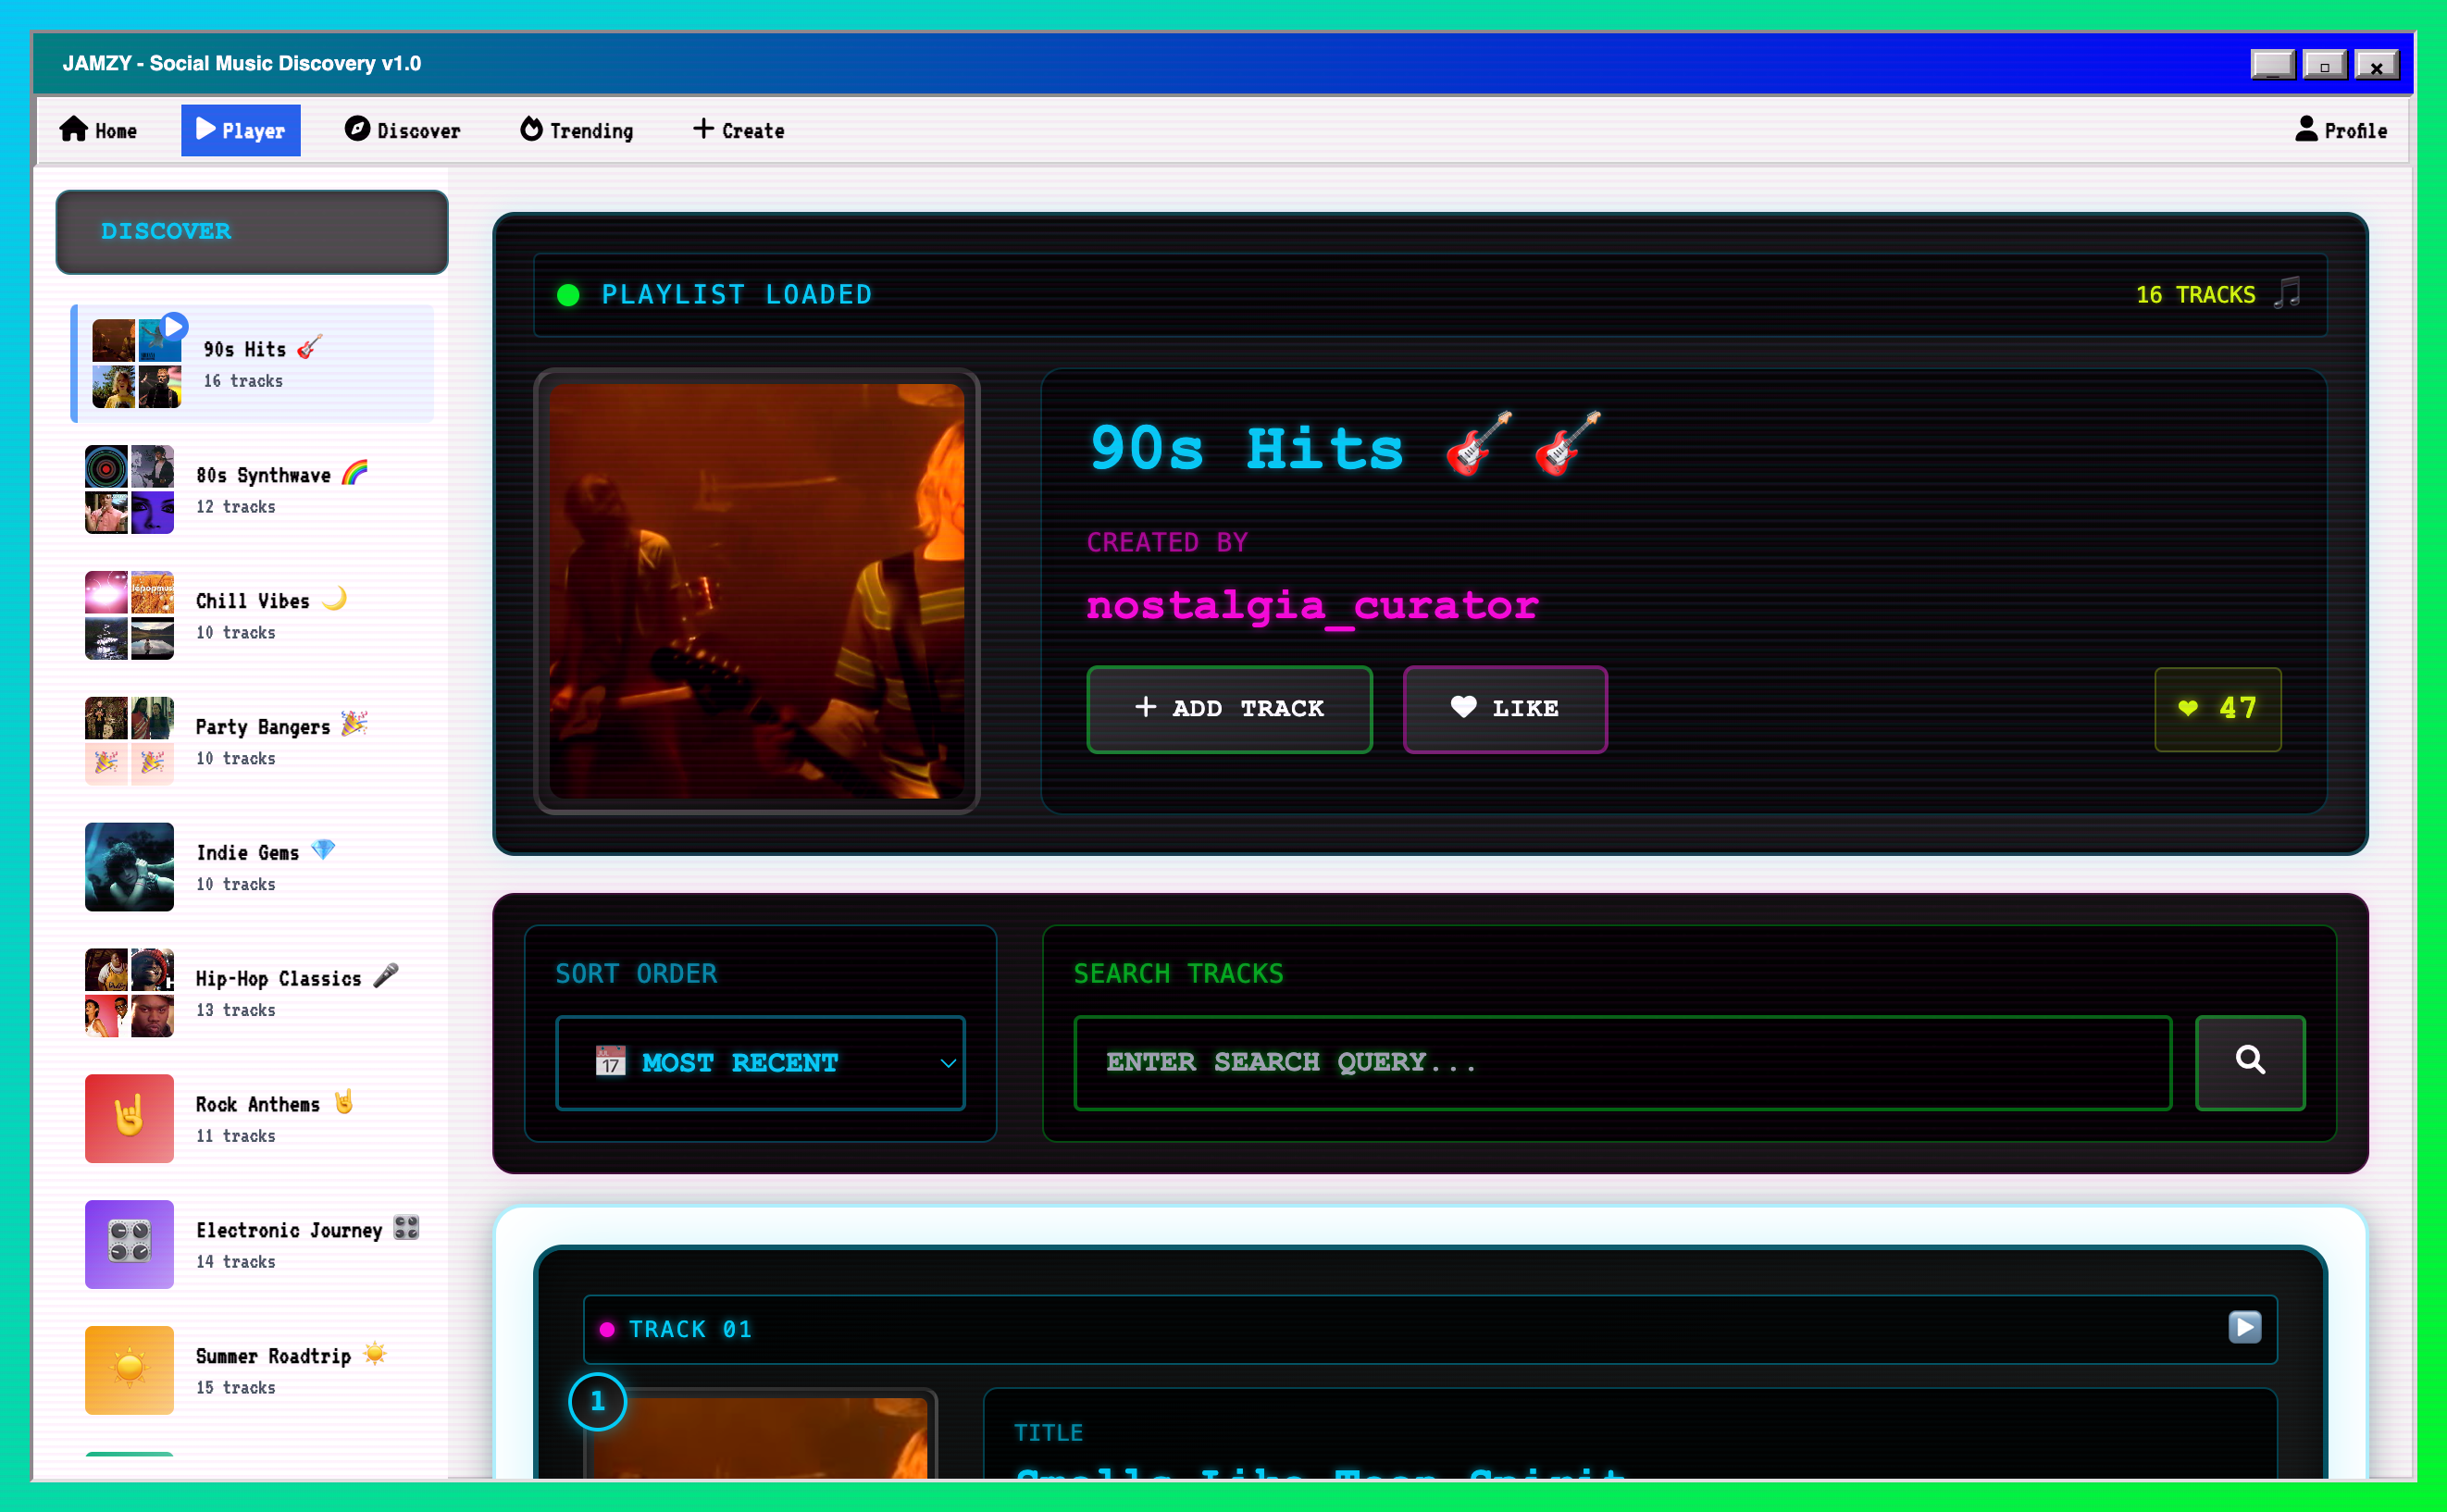 JAMZY - Social Music Discovery v1.0
Home
Player
Discover
Trending
Create
Profile
DISCOVER
90s Hits 🎸
16 tracks
80s Synthwave 🌈
12 tracks
Chill Vibes 🌙
10 tracks
Party Bangers 🎉
10 tracks
Indie Gems 💎
10 tracks
Hip-Hop Classics 🎤
13 tracks
Rock Anthems 🤘
11 tracks
Electronic Journey 🎛️
14 tracks
Summer Roadtrip ☀️
15 tracks
PLAYLIST LOADED
16 TRACKS 🎵
90s Hits 🎸 🎸
CREATED BY
nostalgia_curator
+ ADD TRACK
LIKE
❤ 47
SORT ORDER
📅 MOST RECENT
SEARCH TRACKS
ENTER SEARCH QUERY...
TRACK 01
1
TITLE
Smells Like Teen Spirit